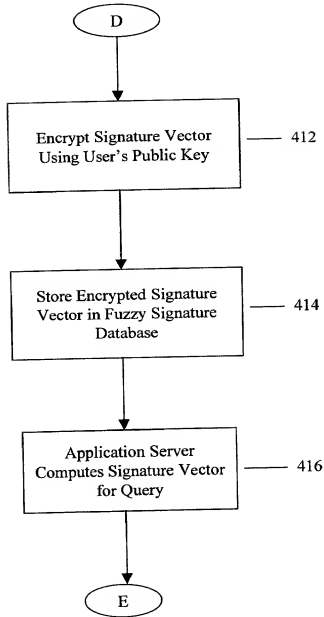 D
Encrypt Signature Vector
Using User's Public Key
412
Store Encrypted Signature
Vector in Fuzzy Signature
Database
414
Application Server
Computes Signature Vector
for Query
416
E